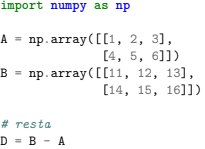 import numpy as np

A = np.array([[1, 2, 3],
              [4, 5, 6]])
B = np.array([[11, 12, 13],
              [14, 15, 16]])

# resta
D = B - A